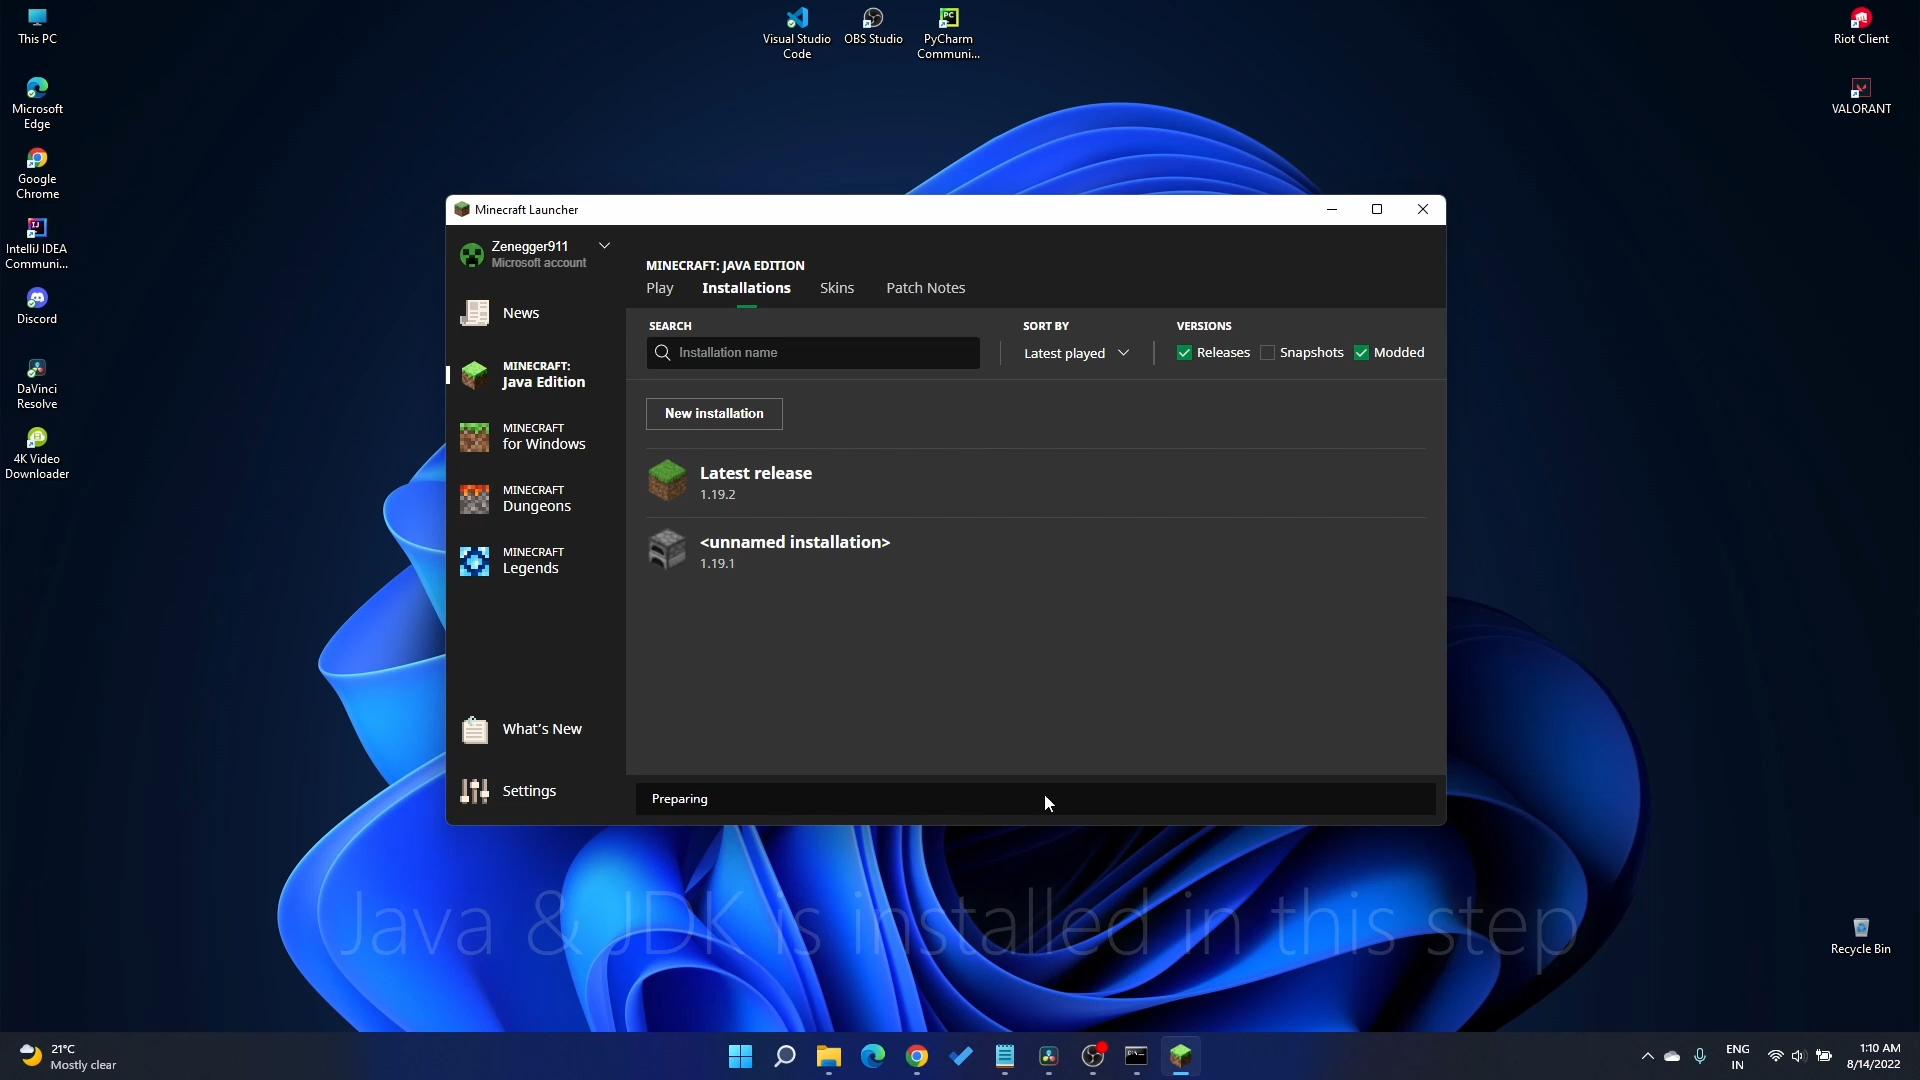 This PC
Microsoft
Edge
Google
Chrome
IntelliJ IDEA
Communi...
Discord
DaVinci
Resolve
4K Video
Downloader
Visual Studio
Code
OBS Studio
PyCharm
Communi...
Riot Client
VALORANT
Recycle Bin
Minecraft Launcher
Zenegger911
Microsoft account
News
MINECRAFT:
Java Edition
MINECRAFT
for Windows
MINECRAFT
Dungeons
MINECRAFT
Legends
What's New
Settings
MINECRAFT: JAVA EDITION
Play Installations Skins Patch Notes
SEARCH SORT BY VERSIONS
Installation name Latest played Releases Snapshots Modded
New installation
Latest release
1.19.2
<unnamed installation>
1.19.1
Preparing
Java & JDK is installed in this step
21°C
Mostly clear
ENG
IN
1:10 AM
8/14/2022